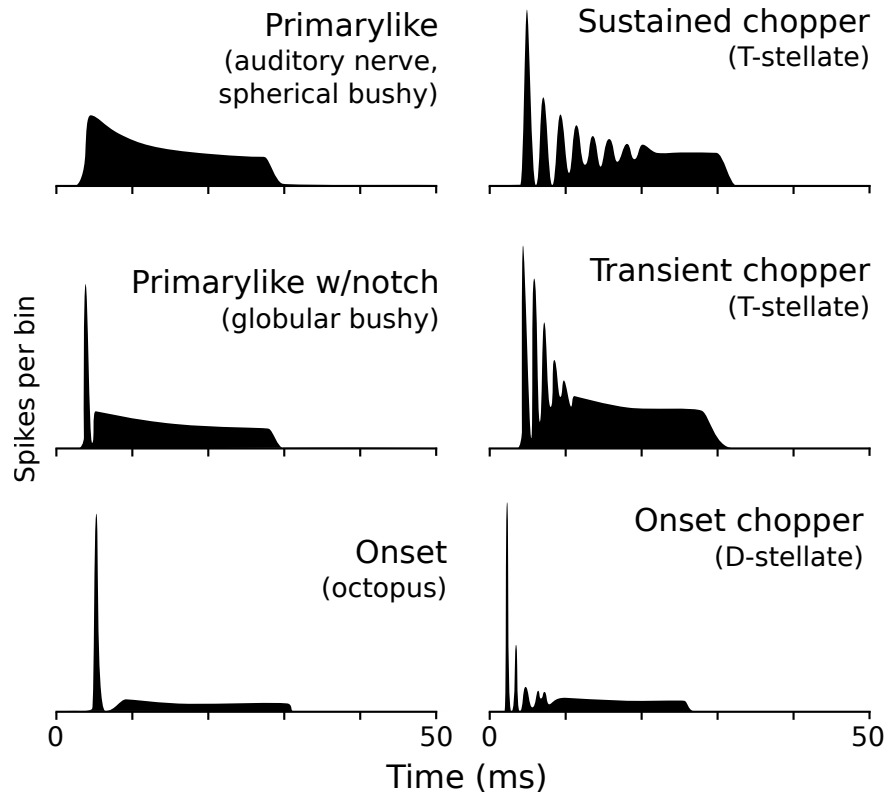 Primarylike
(auditory nerve,
spherical bushy)
Sustained chopper
(T-stellate)
Primarylike w/notch
(globular bushy)
Transient chopper
(T-stellate)
Spikes per bin
Onset
(octopus)
Onset chopper
(D-stellate)
0 50
0 50
Time (ms)